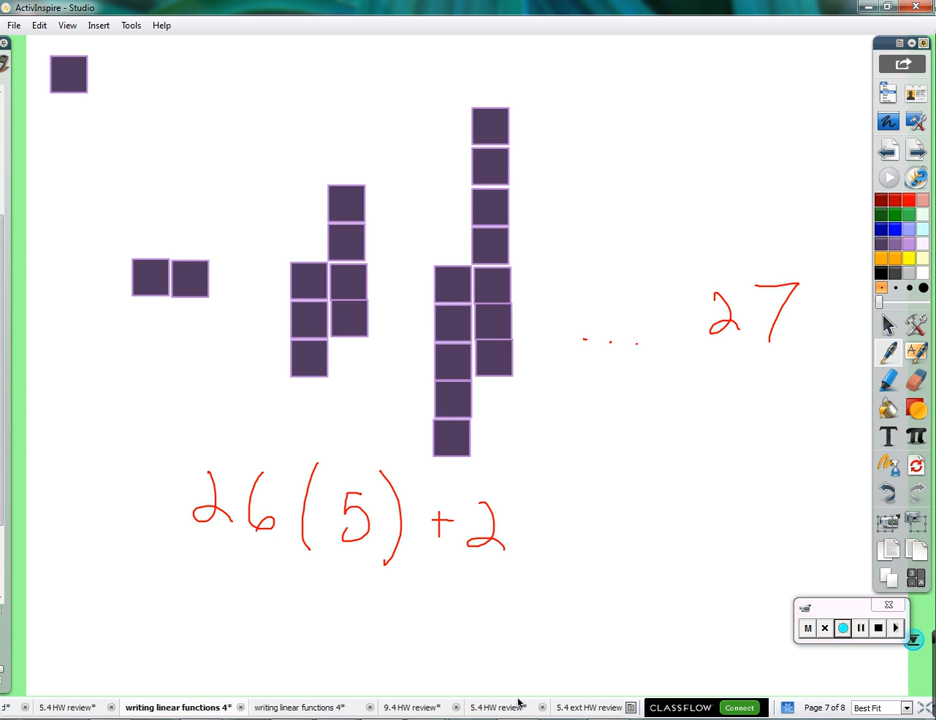 ActivInspire - Studio
File Edit View Insert Tools Help
... 27
26(5)+2
M
d* 5.4 HW review* writing linear functions 4* writing linear functions 4* 9.4 HW review* 5.4 HW review* 5.4 ext HW review CLASSFLOW Connect Page 7 of 8 Best Fit